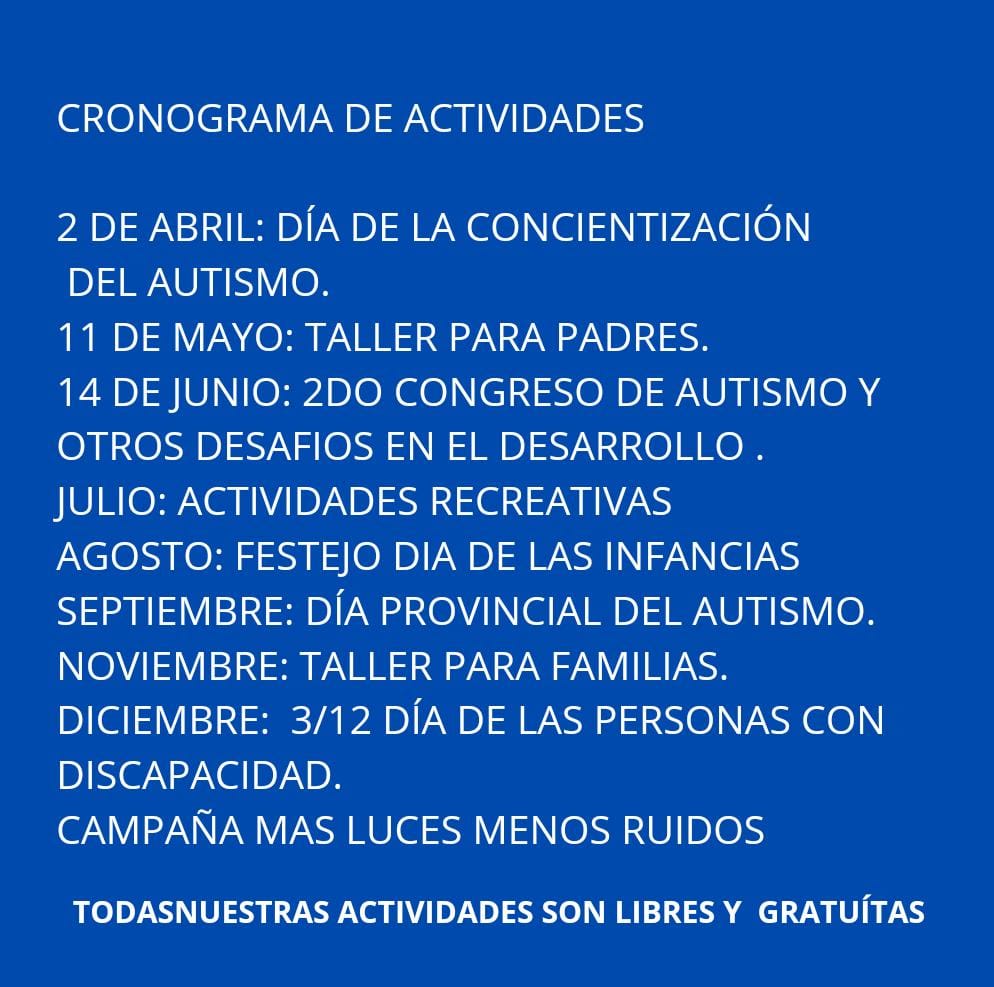 CRONOGRAMA DE ACTIVIDADES
2 DE ABRIL: DÍA DE LA CONCIENTIZACIÓN
DEL AUTISMO.
11 DE MAYO: TALLER PARA PADRES.
14 DE JUNIO: 2DO CONGRESO DE AUTISMO Y
OTROS DESAFIOS EN EL DESARROLLO .
JULIO: ACTIVIDADES RECREATIVAS
AGOSTO: FESTEJO DIA DE LAS INFANCIAS
SEPTIEMBRE: DÍA PROVINCIAL DEL AUTISMO.
NOVIEMBRE: TALLER PARA FAMILIAS.
DICIEMBRE:  3/12 DÍA DE LAS PERSONAS CON
DISCAPACIDAD.
CAMPAÑA MAS LUCES MENOS RUIDOS
TODASNUESTRAS ACTIVIDADES SON LIBRES Y  GRATUÍTAS